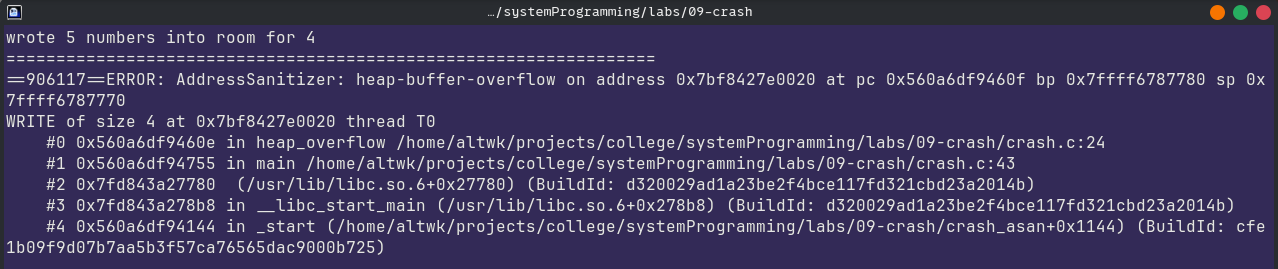 …/systemProgramming/labs/09-crash
wrote 5 numbers into room for 4
=================================================================
==906117==ERROR: AddressSanitizer: heap-buffer-overflow on address 0x7bf8427e0020 at pc 0x560a6df9460f bp 0x7ffff6787780 sp 0x
7ffff6787770
WRITE of size 4 at 0x7bf8427e0020 thread T0
    #0 0x560a6df9460e in heap_overflow /home/altwk/projects/college/systemProgramming/labs/09-crash/crash.c:24
    #1 0x560a6df94755 in main /home/altwk/projects/college/systemProgramming/labs/09-crash/crash.c:43
    #2 0x7fd843a27780  (/usr/lib/libc.so.6+0x27780) (BuildId: d320029ad1a23be2f4bce117fd321cbd23a2014b)
    #3 0x7fd843a278b8 in __libc_start_main (/usr/lib/libc.so.6+0x278b8) (BuildId: d320029ad1a23be2f4bce117fd321cbd23a2014b)
    #4 0x560a6df94144 in _start (/home/altwk/projects/college/systemProgramming/labs/09-crash/crash_asan+0x1144) (BuildId: cfe
1b09f9d07b7aa5b3f57ca76565dac9000b725)